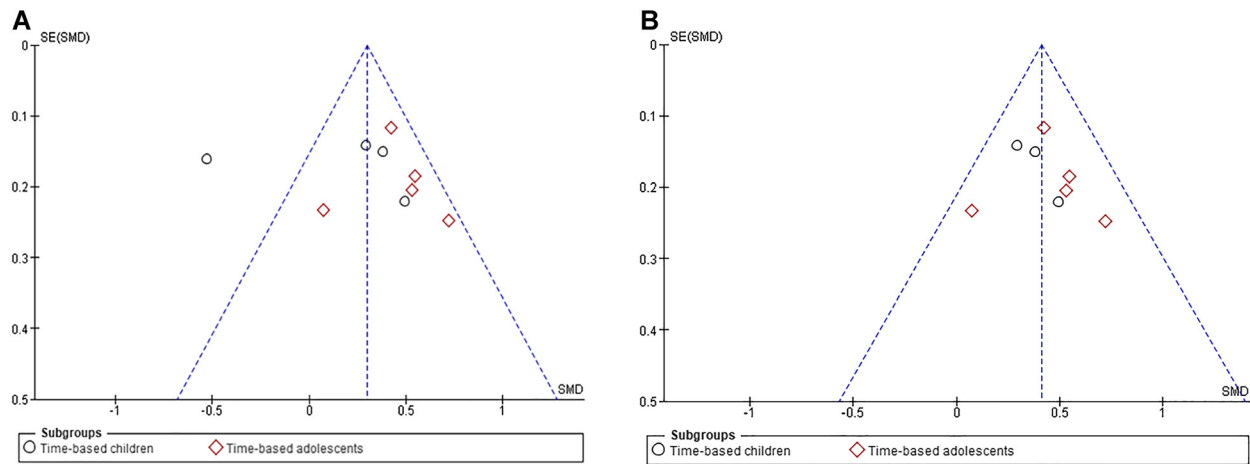 A
SE(SMD)
0
0.1
0.2
0.3
0.4
0.5
-1
-0.5
0
0.5
1
SMD
Subgroups
Time-based children
Time-based adolescents
B
SE(SMD)
0
0.1
0.2
0.3
0.4
0.5
-1
-0.5
0
0.5
1
SMD
Subgroups
Time-based children
Time-based adolescents